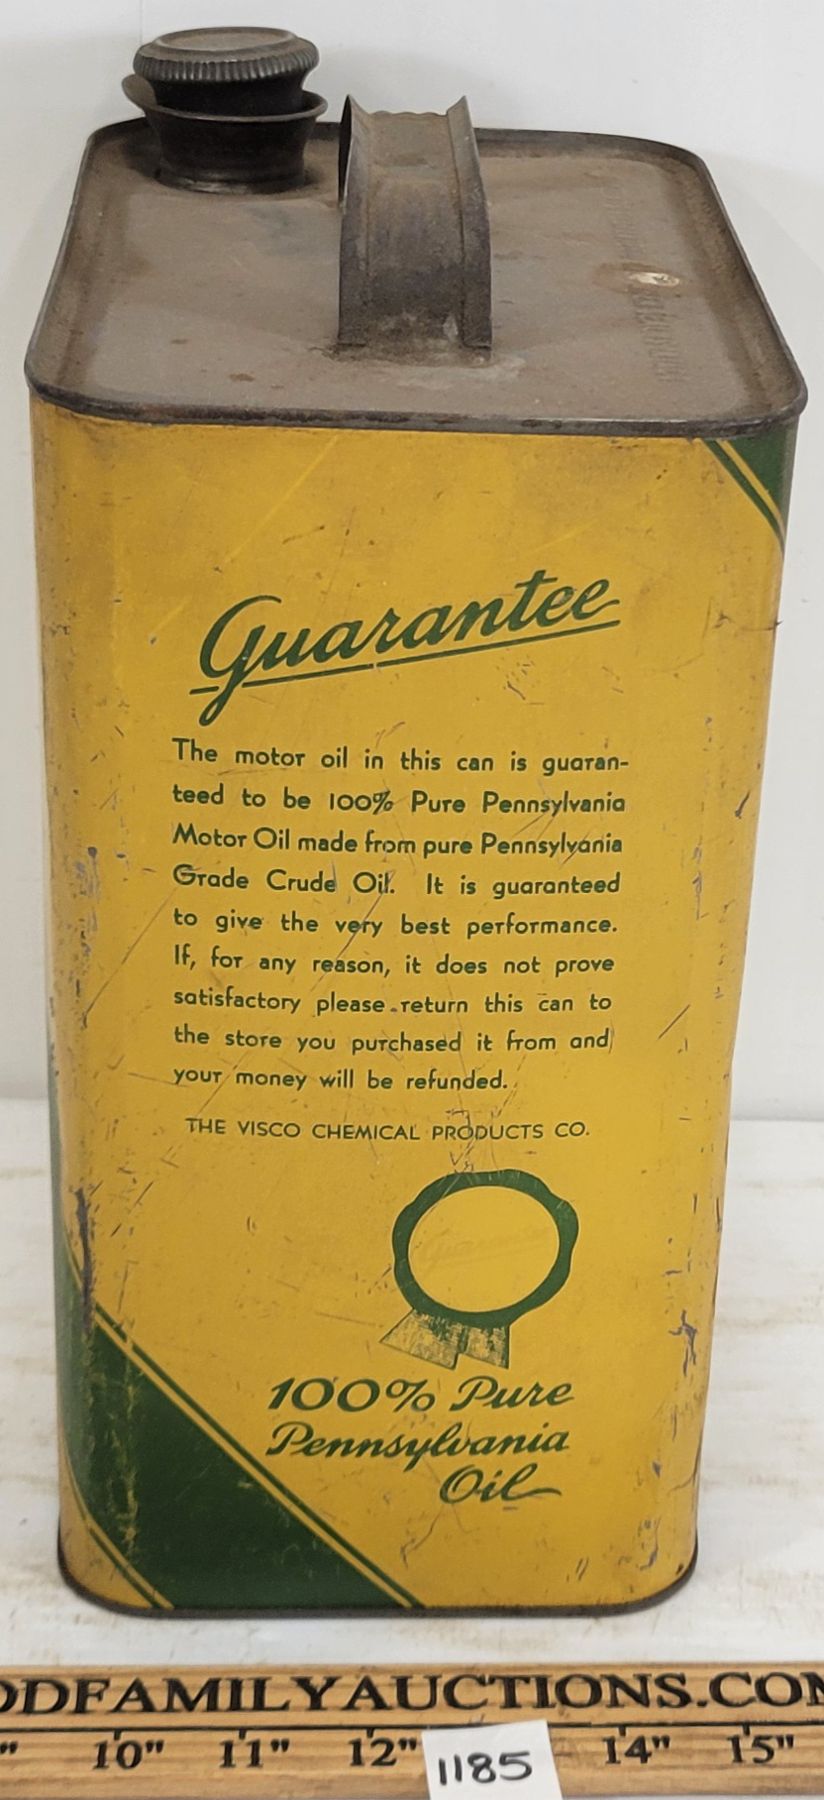 Guarantee
The motor oil in this can is guaran-
teed to be 100% Pure Pennsylvania
Motor Oil made from pure Pennsylvania
Grade Crude Oil. It is guaranteed
to give the very best performance.
If, for any reason, it does not prove
satisfactory please return this can to
the store you purchased it from and
your money will be refunded.
THE VISCO CHEMICAL PRODUCTS CO.
Guarantee
100% Pure
Pennsylvania
Oil
ODFAMILYAUCTIONS.COM
" 10" 11" 12" 14" 15"
1185